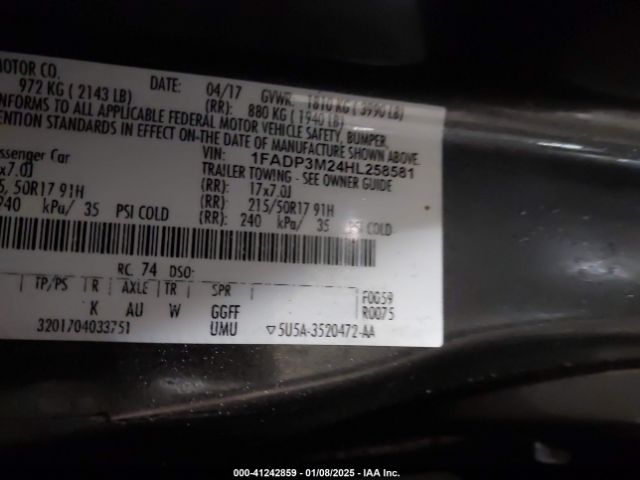 MOTOR CO.
DATE: 04/17 GVWR: 1810 KG ( 3990 LB)
972 KG ( 2143 LB) (RR): 880 KG ( 1940 LB)
NFORMS TO ALL APPLICABLE FEDERAL MOTOR VEHICLE SAFETY, BUMPER,
EVENTION STANDARDS IN EFFECT ON THE DATE OF MANUFACTURE SHOWN ABOVE.
VIN: 1FADP3M24HL258581
ssenger Car TRAILER TOWING - SEE OWNER GUIDE
x7.0J (RR): 17x7.0J
5, 50R17 91H (RR): 215/50R17 91H
240 kPa/ 35 PSI COLD (RR): 240 kPa/ 35 PSI COLD
RC: 74 DSO:
TP/PS R AXLE TR SPR F0059
K AU W GGFF R0075
3201704033751 UMU ▽5U5A-3520472-AA
000-41242859 - 01/08/2025 - IAA Inc.